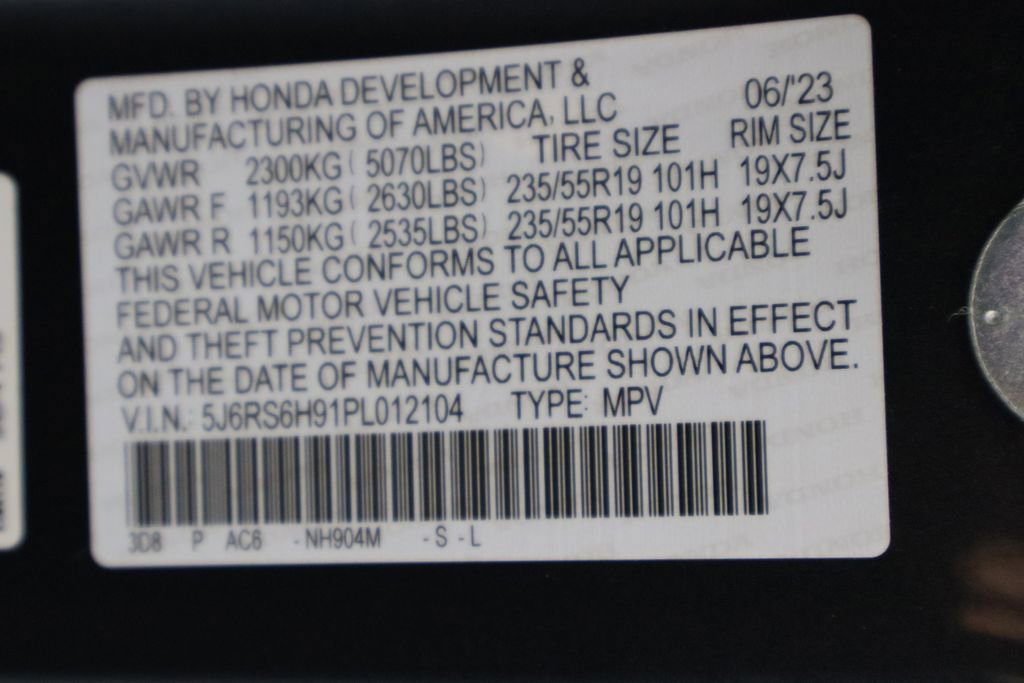 MFD. BY HONDA DEVELOPMENT &
MANUFACTURING OF AMERICA, LLC 06/'23
GVWR 2300KG ( 5070LBS) TIRE SIZE RIM SIZE
GAWR F 1193KG ( 2630LBS) 235/55R19 101H 19X7.5J
GAWR R 1150KG ( 2535LBS) 235/55R19 101H 19X7.5J
THIS VEHICLE CONFORMS TO ALL APPLICABLE
FEDERAL MOTOR VEHICLE SAFETY
AND THEFT PREVENTION STANDARDS IN EFFECT
ON THE DATE OF MANUFACTURE SHOWN ABOVE.
V.I.N.: 5J6RS6H91PL012104 TYPE: MPV
3D8 P AC6 -NH904M -S -L